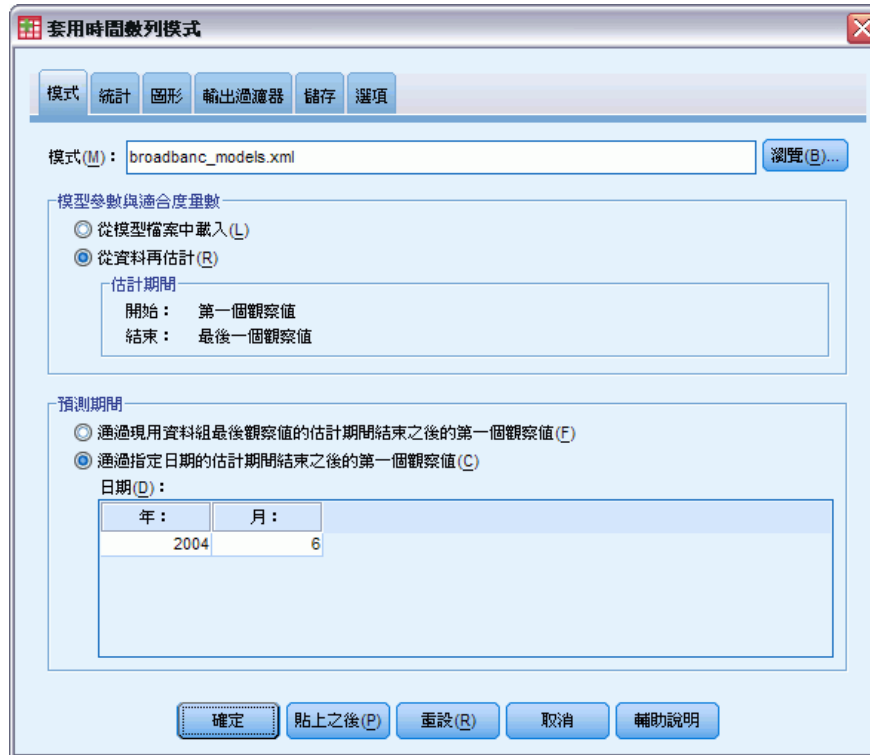 套用時間數列模式
模式 統計 圖形 輸出過濾器 儲存 選項
模式(M)： broadbanc_models.xml 瀏覽(B)...
模型參數與適合度量數
從模型檔案中載入(L)
從資料再估計(R)
估計期間
開始： 第一個觀察值
結束： 最後一個觀察值
預測期間
通過現用資料組最後觀察值的估計期間結束之後的第一個觀察值(F)
通過指定日期的估計期間結束之後的第一個觀察值(C)
日期(D)：
年： 月：
2004 6
確定 貼上之後(P) 重設(R) 取消 輔助說明